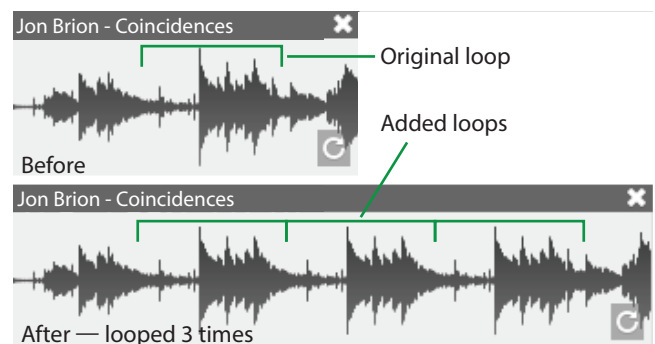 Jon Brion - Coincidences
Original loop
Before
Added loops
Jon Brion - Coincidences
After — looped 3 times